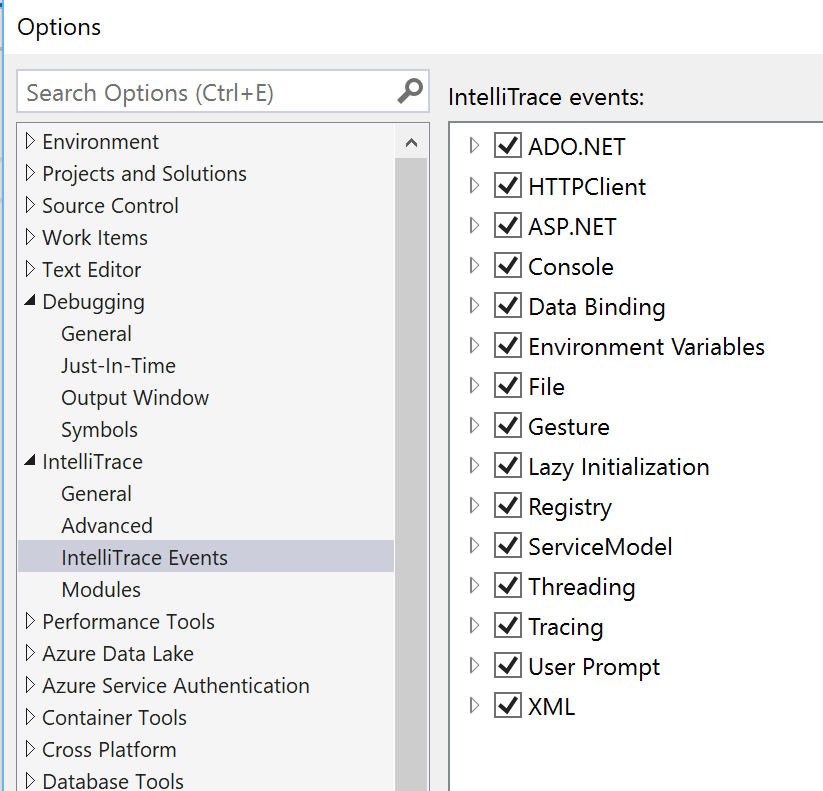 Options
Search Options (Ctrl+E)
Environment
Projects and Solutions
Source Control
Work Items
Text Editor
Debugging
General
Just-In-Time
Output Window
Symbols
IntelliTrace
General
Advanced
IntelliTrace Events
Modules
Performance Tools
Azure Data Lake
Azure Service Authentication
Container Tools
Cross Platform
Database Tools
IntelliTrace events:
ADO.NET
HTTPClient
ASP.NET
Console
Data Binding
Environment Variables
File
Gesture
Lazy Initialization
Registry
ServiceModel
Threading
Tracing
User Prompt
XML